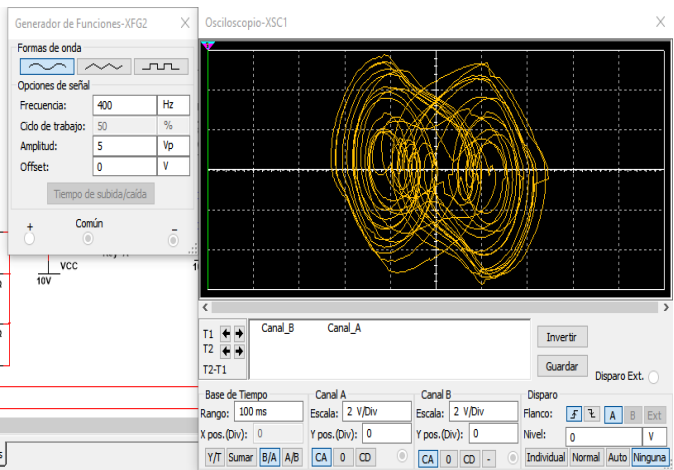 Generador de Funciones-XFG2
Formas de onda
Opciones de señal
Frecuencia: 400 Hz
Ciclo de trabajo: 50 %
Amplitud: 5 Vp
Offset: 0 V
Tiempo de subida/caída
+ Común -
VCC
10V
Osciloscopio-XSC1
T1
T2
T2-T1
Canal_B Canal_A
Invertir
Guardar
Disparo Ext.
Base de Tiempo
Rango: 100 ms
X pos.(Div): 0
Y/T Sumar B/A A/B
Canal A
Escala: 2 V/Div
Y pos.(Div): 0
CA 0 CD
Canal B
Escala: 2 V/Div
Y pos.(Div): 0
CA 0 CD -
Disparo
Flanco: A B Ext
Nivel: 0 V
Individual Normal Auto Ninguna